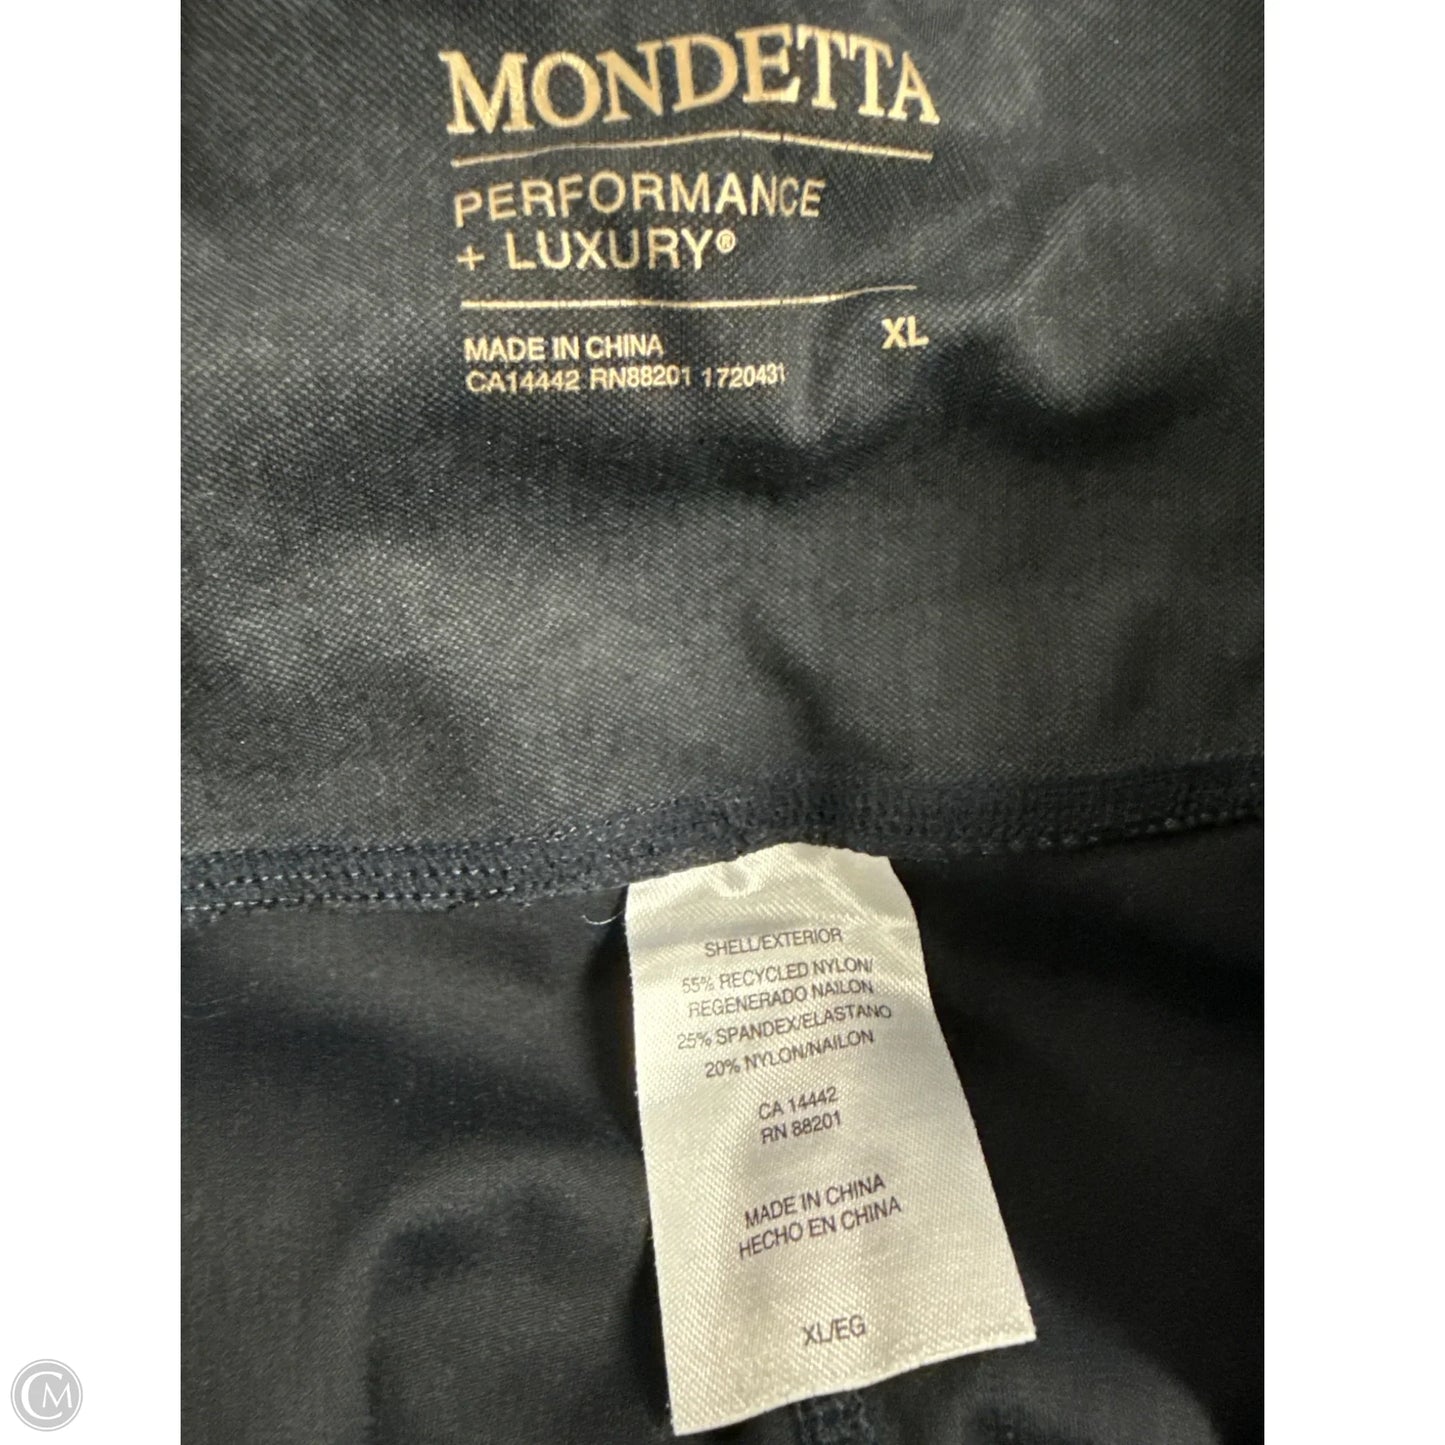 MONDETTA
PERFORMANCE
+ LUXURY®
XL
MADE IN CHINA
CA14442 RN88201 1720431
SHELL/EXTERIOR
55% RECYCLED NYLON/
REGENERADO NAILON
25% SPANDEX/ELASTANO
20% NYLON/NAILON
CA 14442
RN 88201
MADE IN CHINA
HECHO EN CHINA
XL/EG
CM